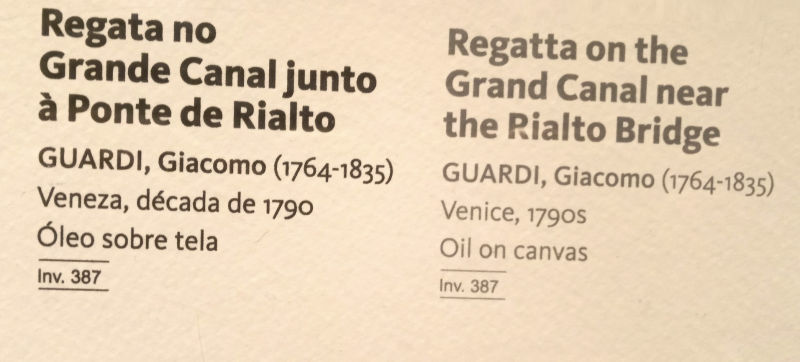 Regata no
Grande Canal junto
à Ponte de Rialto
GUARDI, Giacomo (1764-1835)
Veneza, década de 1790
Óleo sobre tela
Inv. 387
Regatta on the
Grand Canal near
the Rialto Bridge
GUARDI, Giacomo (1764-1835)
Venice, 1790s
Oil on canvas
Inv. 387